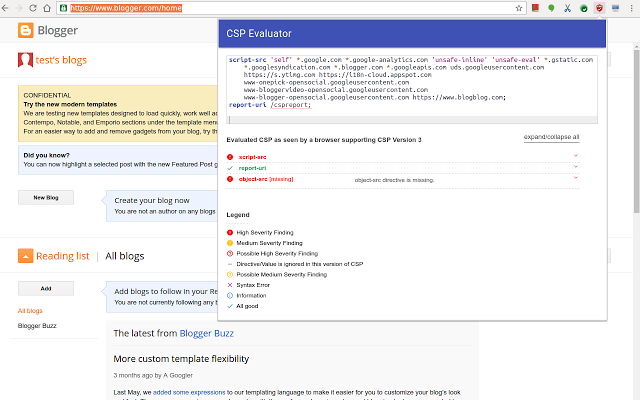 https://www.blogger.com/home
Blogger
test's blogs
CONFIDENTIAL
Try the new modern templates
We are testing new templates designed to load quickly, work well ac
Contempo, Notable, and Emporio sections under the template menu
For an easier way to add and remove gadgets from your blog, try th
Did you know?
You can now highlight a selected post with the new Featured Post g
New Blog
Create your blog now
You are not an author on any blogs
Reading list | All blogs
Add
Add blogs to follow in your Re
You are not currently following any
All blogs
Blogger Buzz
The latest from Blogger Buzz
More custom template flexibility
3 months ago by A Googler
Last May, we added some expressions to our templating language to make it easier for you to customize your blog's look
CSP Evaluator
script-src 'self' *.google.com *.google-analytics.com 'unsafe-inline' 'unsafe-eval' *.gstatic.com
*.googlesyndication.com *.blogger.com *.googleapis.com uds.googleusercontent.com
https://s.ytimg.com https://i18n-cloud.appspot.com
www-onepick-opensocial.googleusercontent.com
www-bloggervideo-opensocial.googleusercontent.com
www-blogger-opensocial.googleusercontent.com https://www.blogblog.com;
report-uri /cspreport;
Evaluated CSP as seen by a browser supporting CSP Version 3
expand/collapse all
script-src
report-uri
object-src [missing] object-src directive is missing.
Legend
High Severity Finding
Medium Severity Finding
Possible High Severity Finding
Directive/Value is ignored in this version of CSP
Possible Medium Severity Finding
Syntax Error
Information
All good